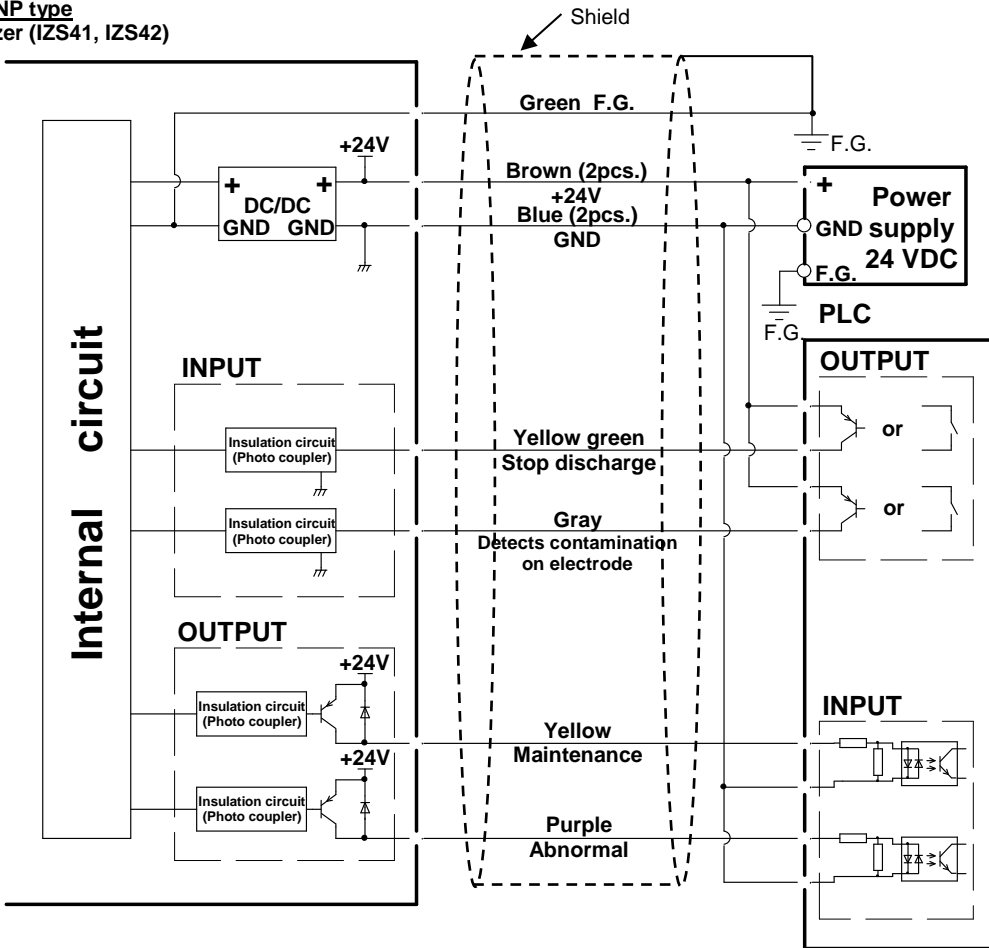 NP type
zer (IZS41, IZS42)
Shield
Green F.G.
F.G.
+24V
Brown (2pcs.)
+24V
Blue (2pcs.)
GND
+ +
DC/DC
GND GND
+
Power
GND supply
24 VDC
F.G.
F.G.
PLC
Internal circuit
INPUT
Insulation circuit
(Photo coupler)
Insulation circuit
(Photo coupler)
Yellow green
Stop discharge
Gray
Detects contamination
on electrode
OUTPUT
or
or
OUTPUT
+24V
Insulation circuit
(Photo coupler)
+24V
Insulation circuit
(Photo coupler)
Yellow
Maintenance
Purple
Abnormal
INPUT